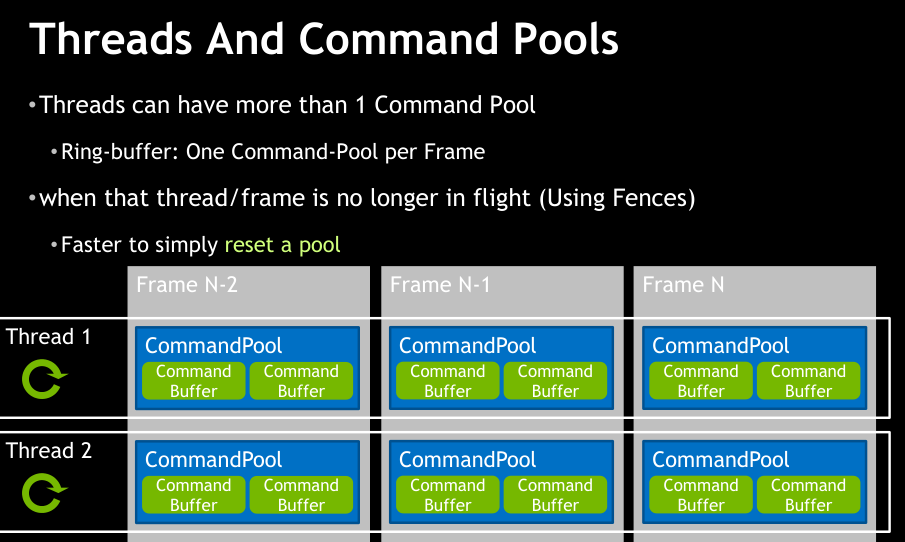 Threads And Command Pools
•Threads can have more than 1 Command Pool
•Ring-buffer: One Command-Pool per Frame
•when that thread/frame is no longer in flight (Using Fences)
•Faster to simply reset a pool
Frame N-2
Frame N-1
Frame N
Thread 1
CommandPool
Command
Buffer
Command
Buffer
CommandPool
Command
Buffer
Command
Buffer
CommandPool
Command
Buffer
Command
Buffer
Thread 2
CommandPool
Command
Buffer
Command
Buffer
CommandPool
Command
Buffer
Command
Buffer
CommandPool
Command
Buffer
Command
Buffer